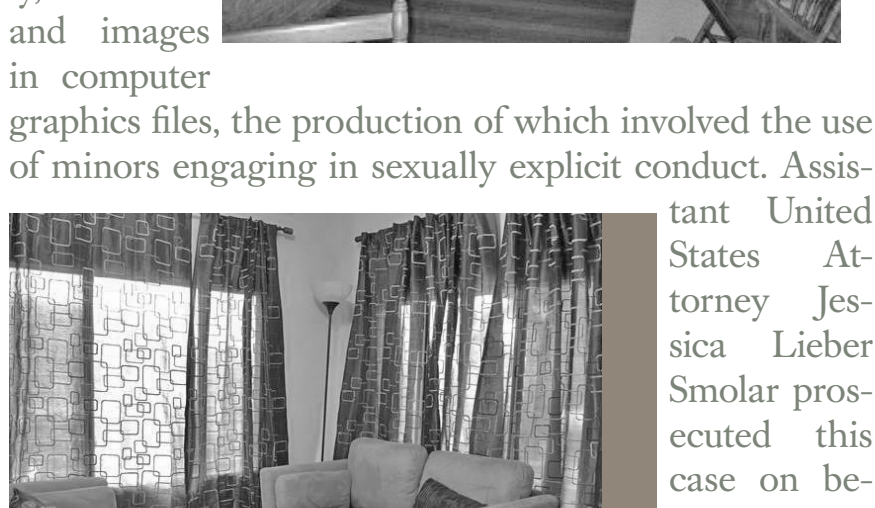 and images
in computer
graphics files, the production of which involved the use
of minors engaging in sexually explicit conduct. Assis-
tant United
States At-
torney Jes-
sica Lieber
Smolar pros-
ecuted this
case on be-